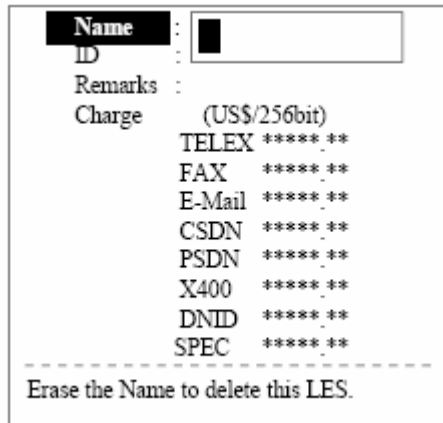 Name :
ID :
Remarks :
Charge (US$/256bit)
TELEX *****.**
FAX *****.**
E-Mail *****.**
CSDN *****.**
PSDN *****.**
X400 *****.**
DNID *****.**
SPEC *****.**
Erase the Name to delete this LES.